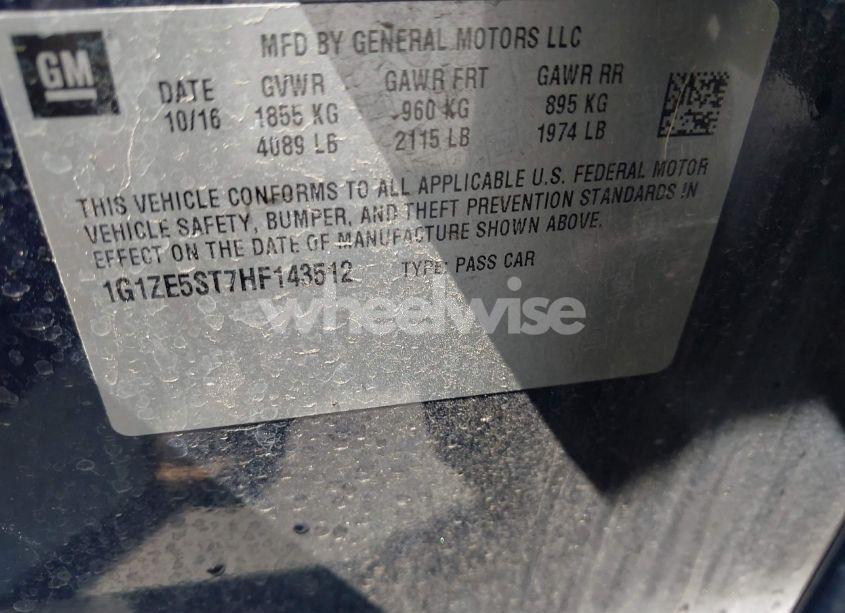 GM
MFD BY GENERAL MOTORS LLC
DATE GVWR GAWR FRT GAWR RR
10/16 1855 KG 960 KG 895 KG
4089 LB 2115 LB 1974 LB
THIS VEHICLE CONFORMS TO ALL APPLICABLE U.S. FEDERAL MOTOR
VEHICLE SAFETY, BUMPER, AND THEFT PREVENTION STANDARDS IN
EFFECT ON THE DATE OF MANUFACTURE SHOWN ABOVE.
1G1ZE5ST7HF143512 TYPE: PASS CAR
wheelwise